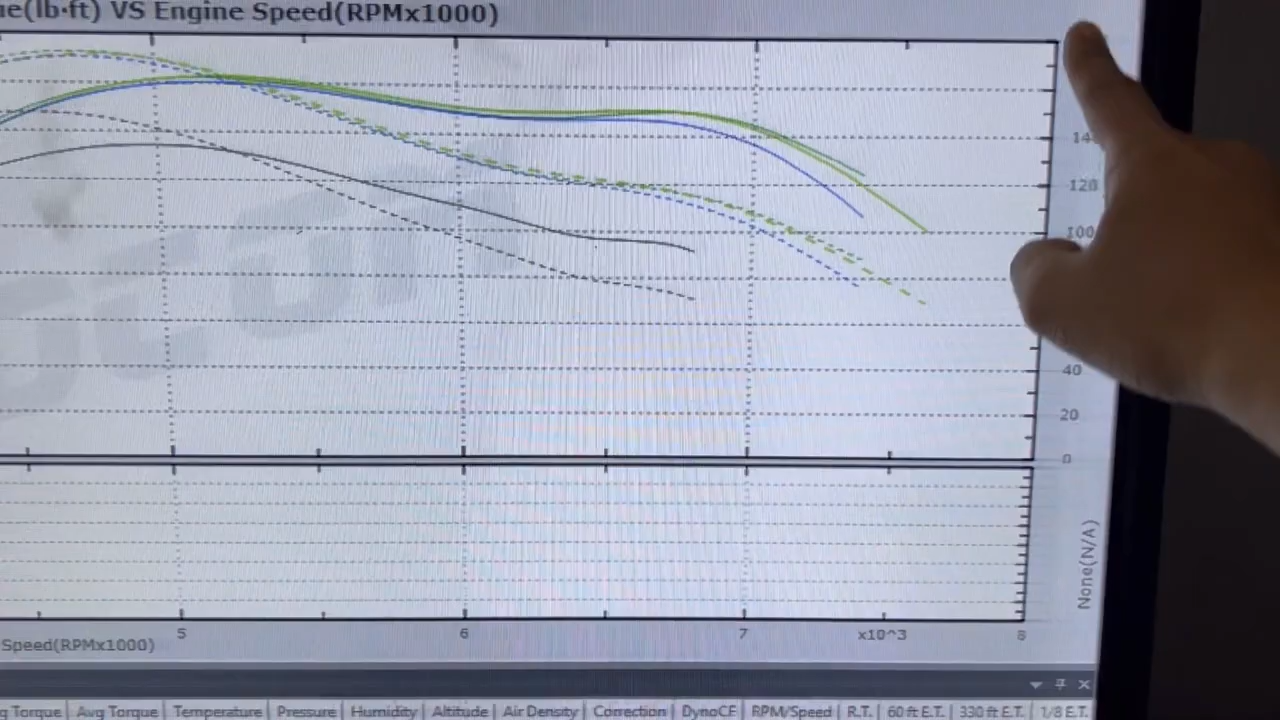 ue(lb·ft) VS Engine Speed(RPMx1000)
14
120
100
40
20
0
None(N/A)
5 6 7 x10^3 8
Speed(RPMx1000)
g Torque Avg Torque Temperature Pressure Humidity Altitude Air Density Correction DynoCF RPM/Speed R.T. 60 ft E.T. 330 ft E.T. 1/8 E.T.